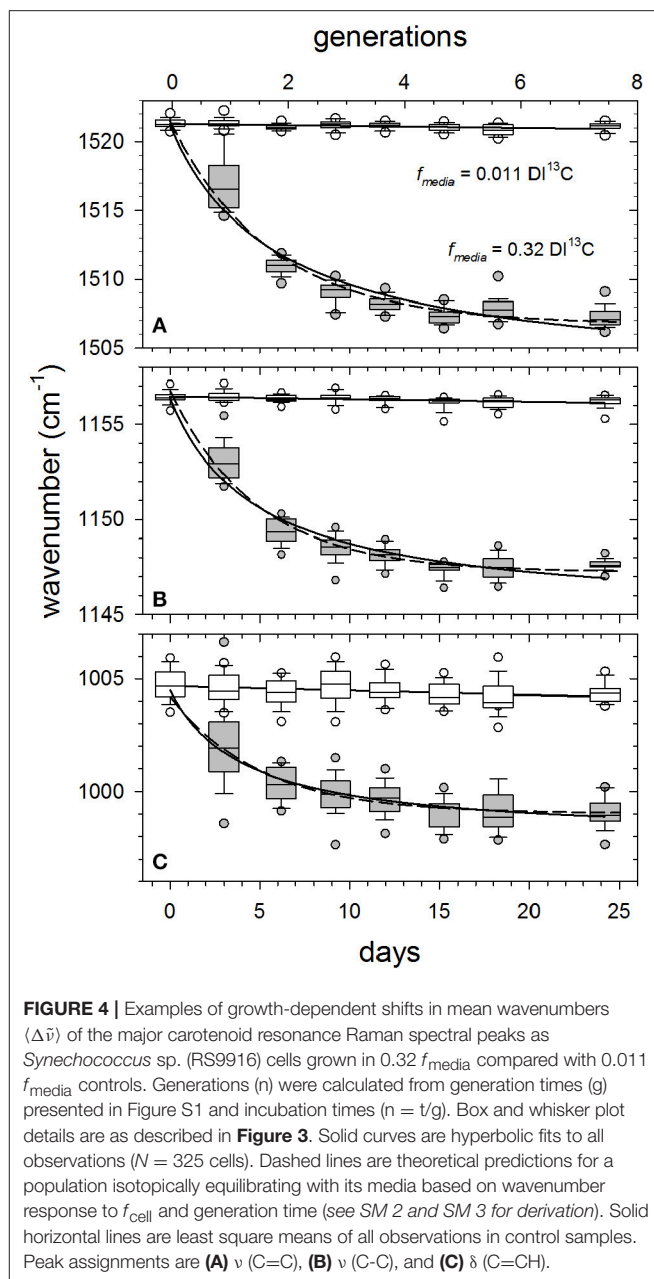 generations
0 2 4 6 8
1520
1515
1510
1505
f_media = 0.011 DI¹³C
f_media = 0.32 DI¹³C
A
1155
1150
1145
B
wavenumber (cm⁻¹)
1005
1000
C
0 5 10 15 20 25
days
FIGURE 4 | Examples of growth-dependent shifts in mean wavenumbers
⟨Δν̃⟩ of the major carotenoid resonance Raman spectral peaks as
Synechococcus sp. (RS9916) cells grown in 0.32 f_media compared with 0.011
f_media controls. Generations (n) were calculated from generation times (g)
presented in Figure S1 and incubation times (n = t/g). Box and whisker plot
details are as described in Figure 3. Solid curves are hyperbolic fits to all
observations (N = 325 cells). Dashed lines are theoretical predictions for a
population isotopically equilibrating with its media based on wavenumber
response to f_cell and generation time (see SM 2 and SM 3 for derivation). Solid
horizontal lines are least square means of all observations in control samples.
Peak assignments are (A) ν (C=C), (B) ν (C-C), and (C) δ (C=CH).